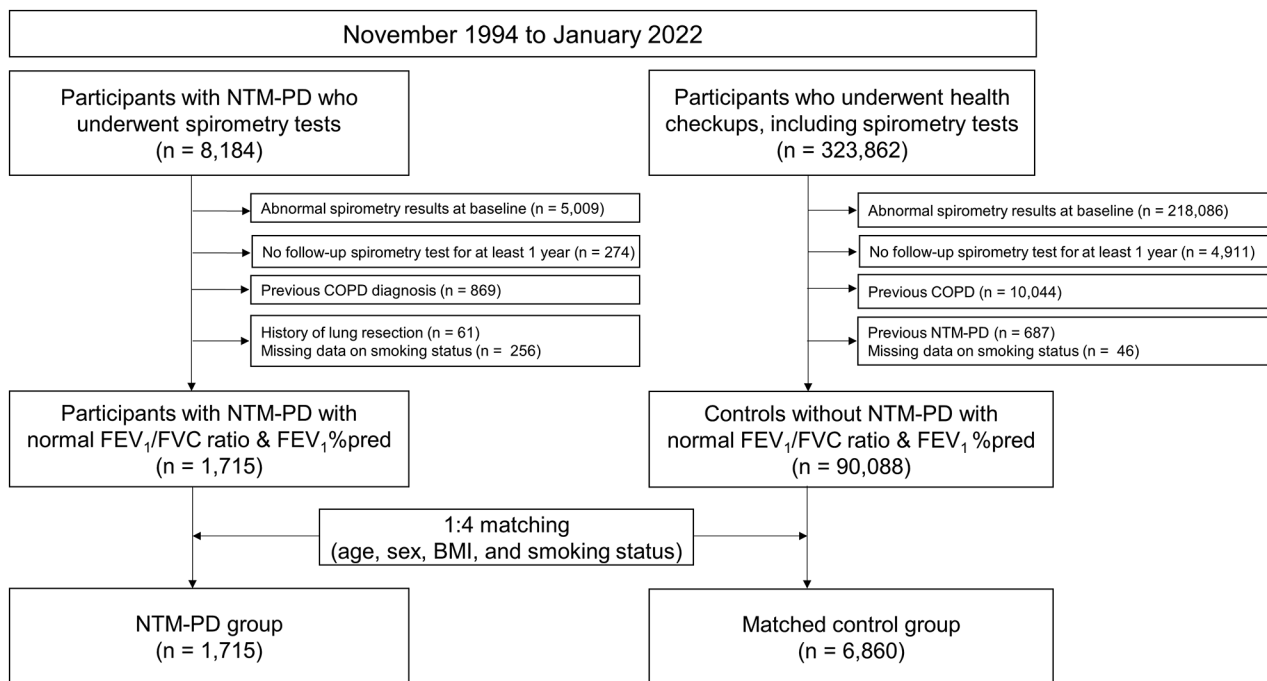 November 1994 to January 2022
Participants with NTM-PD who
underwent spirometry tests
(n = 8,184)
Participants who underwent health
checkups, including spirometry tests
(n = 323,862)
Abnormal spirometry results at baseline (n = 5,009)
No follow-up spirometry test for at least 1 year (n = 274)
Previous COPD diagnosis (n = 869)
History of lung resection (n = 61)
Missing data on smoking status (n = 256)
Abnormal spirometry results at baseline (n = 218,086)
No follow-up spirometry test for at least 1 year (n = 4,911)
Previous COPD (n = 10,044)
Previous NTM-PD (n = 687)
Missing data on smoking status (n = 46)
Participants with NTM-PD with
normal FEV₁/FVC ratio & FEV₁%pred
(n = 1,715)
Controls without NTM-PD with
normal FEV₁/FVC ratio & FEV₁ %pred
(n = 90,088)
1:4 matching
(age, sex, BMI, and smoking status)
NTM-PD group
(n = 1,715)
Matched control group
(n = 6,860)